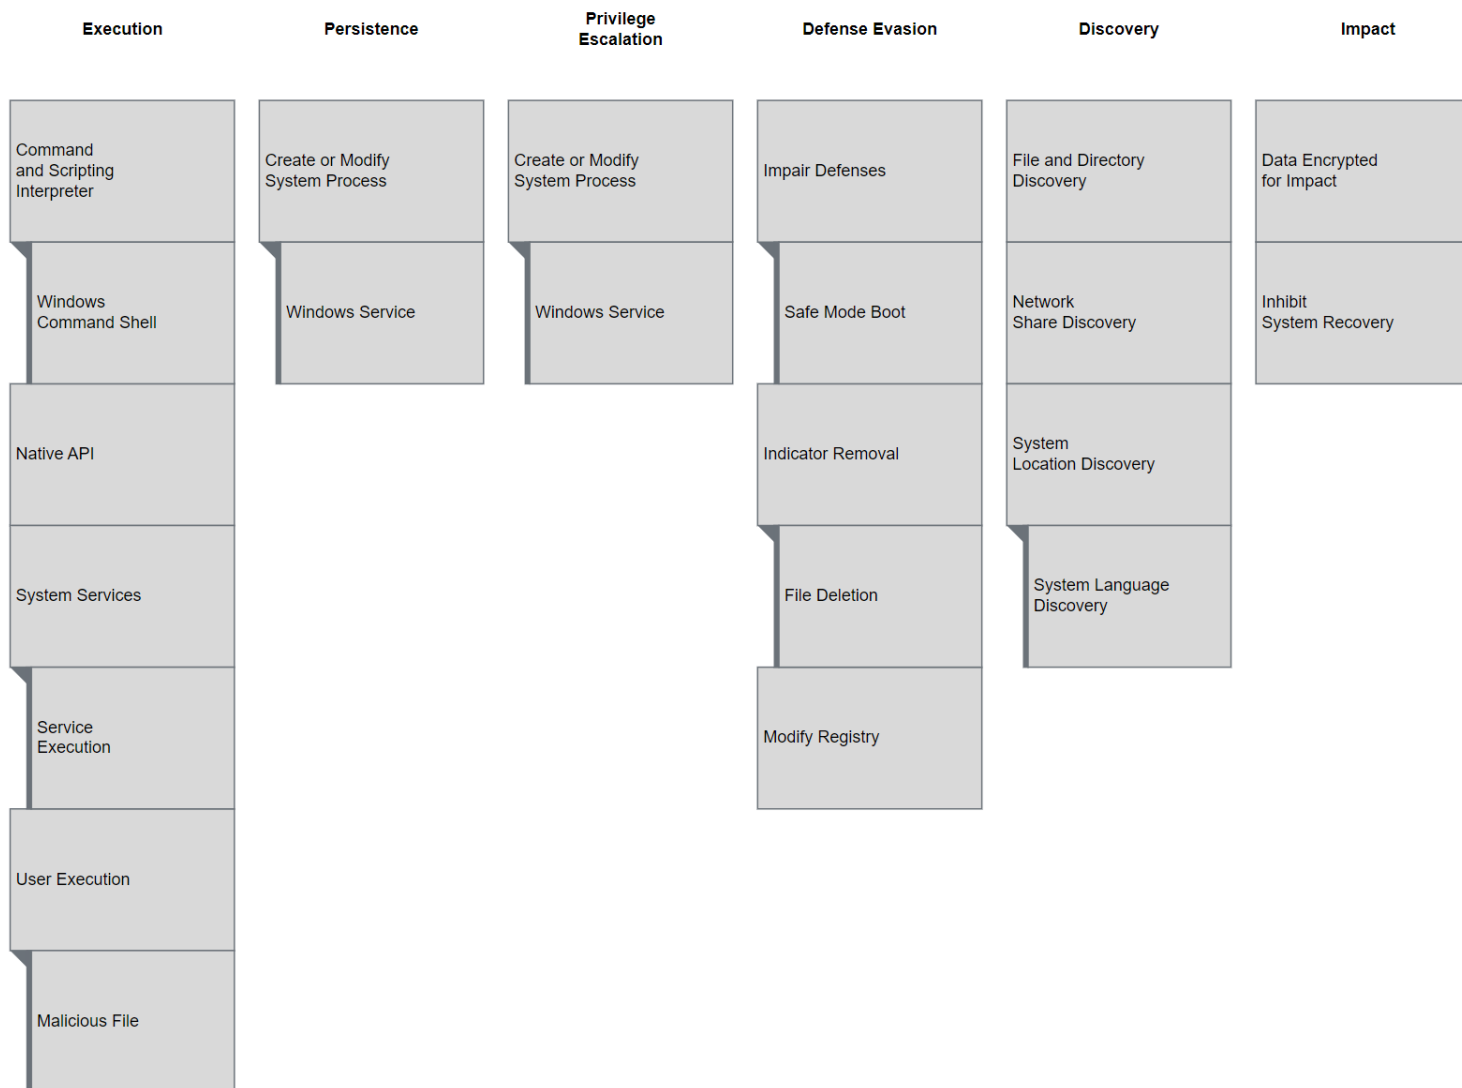 Execution
Persistence
Privilege
Escalation
Defense Evasion
Discovery
Impact
Command
and Scripting
Interpreter
Windows
Command Shell
Native API
System Services
Service
Execution
User Execution
Malicious File
Create or Modify
System Process
Windows Service
Create or Modify
System Process
Windows Service
Impair Defenses
Safe Mode Boot
Indicator Removal
File Deletion
Modify Registry
File and Directory
Discovery
Network
Share Discovery
System
Location Discovery
System Language
Discovery
Data Encrypted
for Impact
Inhibit
System Recovery